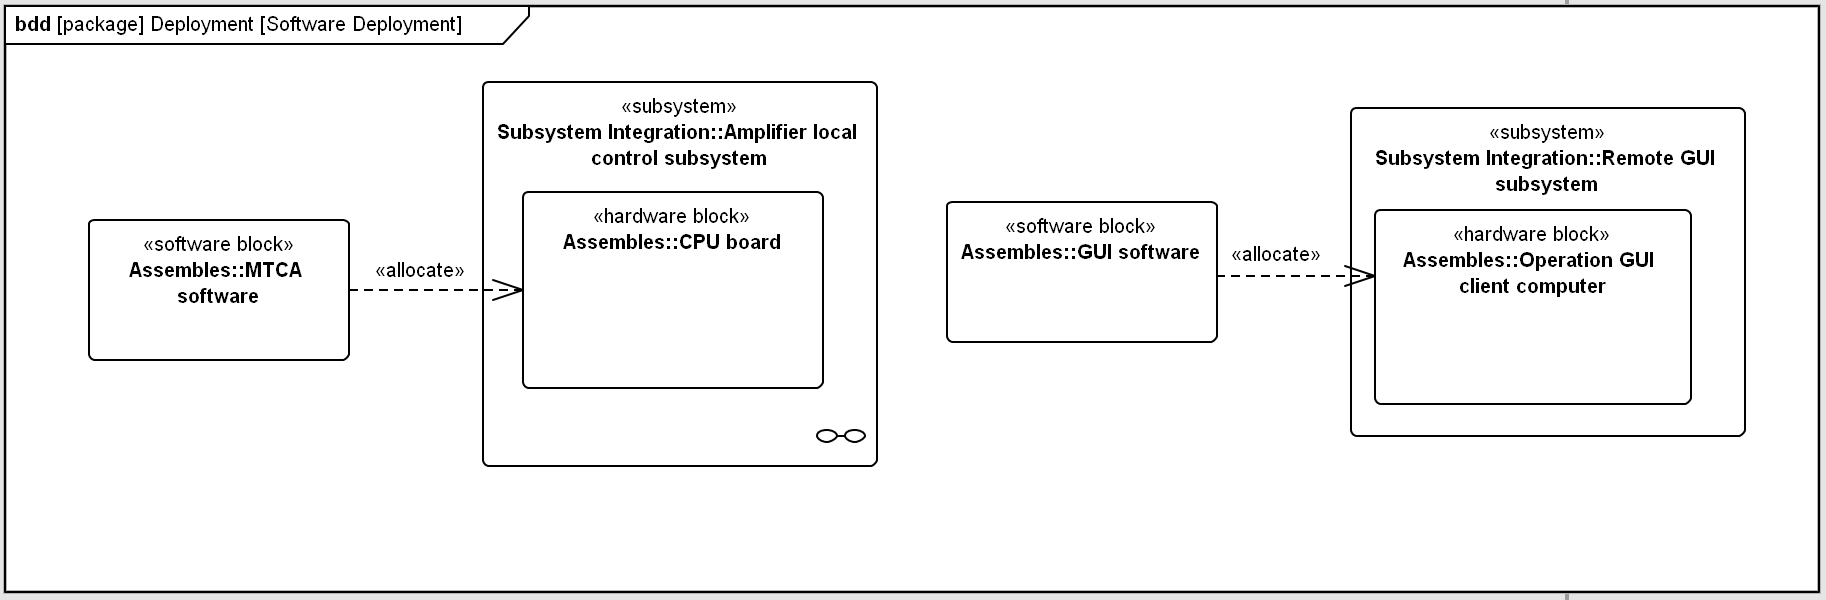 bdd [package] Deployment [Software Deployment]
«subsystem»
Subsystem Integration::Amplifier local
control subsystem
«hardware block»
Assembles::CPU board
«software block»
Assembles::MTCA
software
«allocate»
«subsystem»
Subsystem Integration::Remote GUI
subsystem
«hardware block»
Assembles::Operation GUI
client computer
«software block»
Assembles::GUI software
«allocate»